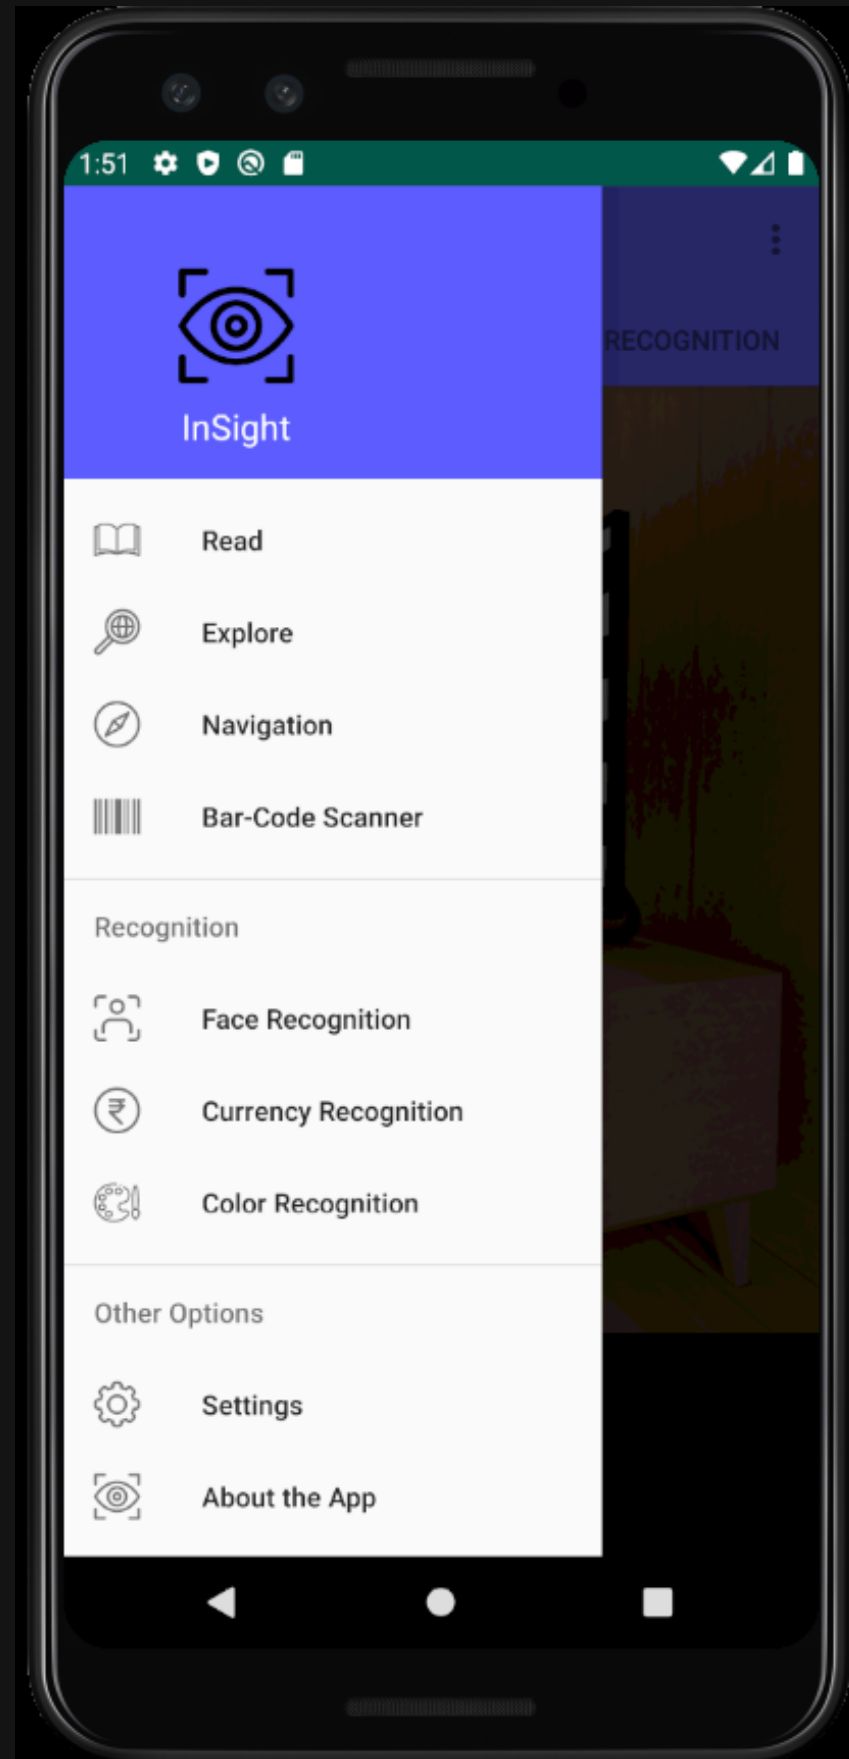 1:51
RECOGNITION
InSight
Read
Explore
Navigation
Bar-Code Scanner
Recognition
Face Recognition
₹
Currency Recognition
Color Recognition
Other Options
Settings
About the App